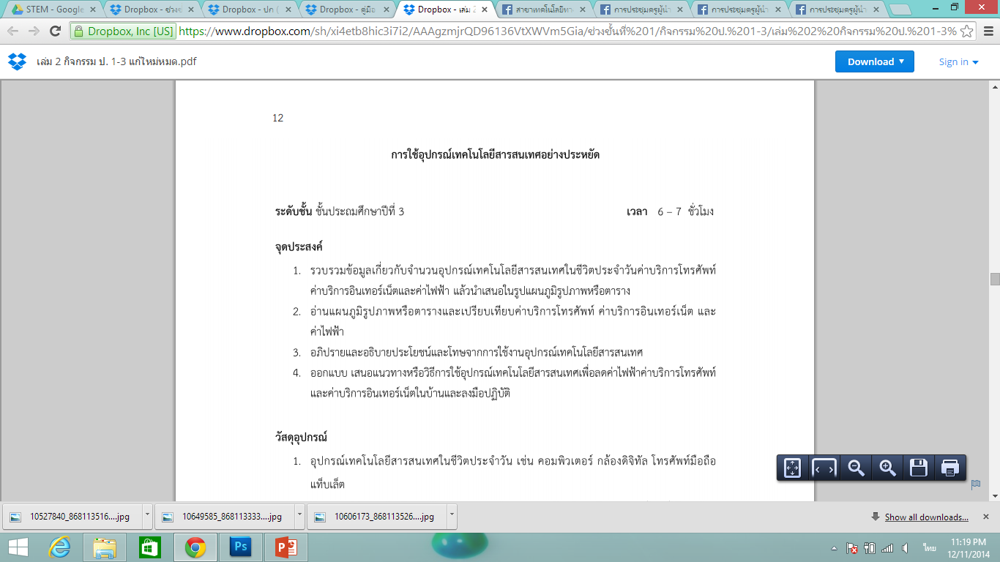 STEM - Google
Dropbox - ช่วงช
Dropbox - ปก (
Dropbox - คู่มือ
Dropbox - เล่ม 2
สาขาเทคโนโลยีทา
การประชุมครูผู้นำ
การประชุมครูผู้นำ
การประชุมครูผู้นำ
Dropbox, Inc [US] https://www.dropbox.com/sh/xi4etb8hic3i7i2/AAAgzmjrQD96136VtXWVm5Gia/ช่วงชั้นที่%201/กิจกรรม%20ป.%201-3/เล่ม%202%20กิจกรรม%20ป.%201-3%
เล่ม 2 กิจกรรม ป. 1-3 แก้ใหม่หมด.pdf
Download
Sign in
12
การใช้อุปกรณ์เทคโนโลยีสารสนเทศอย่างประหยัด
ระดับชั้น ชั้นประถมศึกษาปีที่ 3 เวลา 6 – 7 ชั่วโมง
จุดประสงค์
1. รวบรวมข้อมูลเกี่ยวกับจำนวนอุปกรณ์เทคโนโลยีสารสนเทศในชีวิตประจำวันค่าบริการโทรศัพท์
ค่าบริการอินเทอร์เน็ตและค่าไฟฟ้า แล้วนำเสนอในรูปแผนภูมิรูปภาพหรือตาราง
2. อ่านแผนภูมิรูปภาพหรือตารางและเปรียบเทียบค่าบริการโทรศัพท์ ค่าบริการอินเทอร์เน็ต และ
ค่าไฟฟ้า
3. อภิปรายและอธิบายประโยชน์และโทษจากการใช้งานอุปกรณ์เทคโนโลยีสารสนเทศ
4. ออกแบบ เสนอแนวทางหรือวิธีการใช้อุปกรณ์เทคโนโลยีสารสนเทศเพื่อลดค่าไฟฟ้าค่าบริการโทรศัพท์
และค่าบริการอินเทอร์เน็ตในบ้านและลงมือปฏิบัติ
วัสดุอุปกรณ์
1. อุปกรณ์เทคโนโลยีสารสนเทศในชีวิตประจำวัน เช่น คอมพิวเตอร์ กล้องดิจิทัล โทรศัพท์มือถือ
แท็บเล็ต
10527840_868113516....jpg
10649585_868113333....jpg
10606173_868113526....jpg
Show all downloads...
Ps
P
ไทย
11:19 PM
12/11/2014